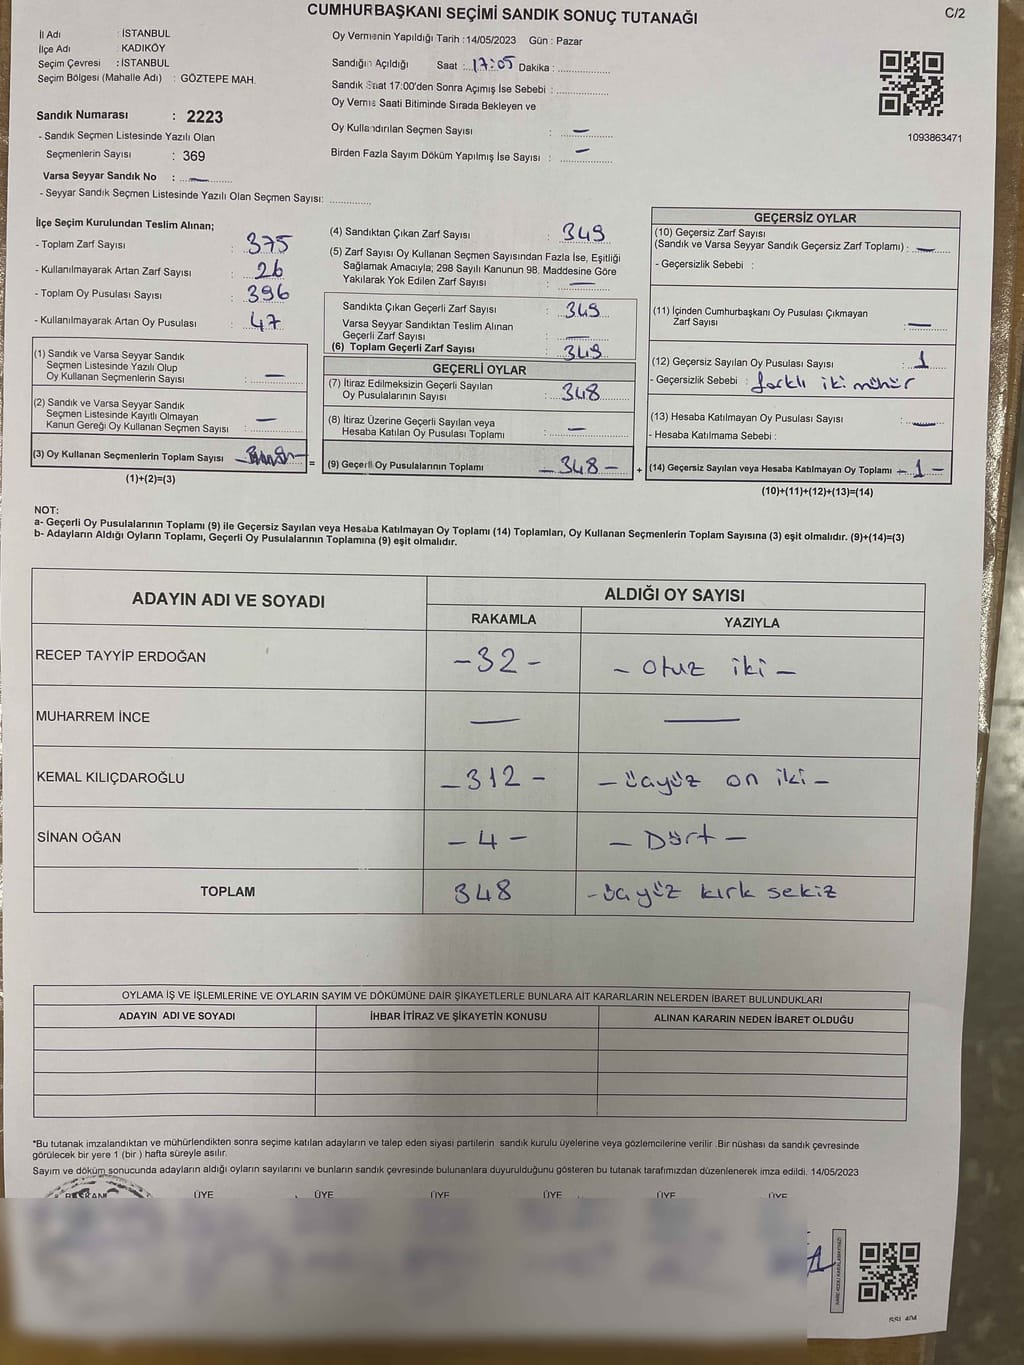 CUMHURBAŞKANI SEÇİMİ SANDIK SONUÇ TUTANAĞI
C/2
İl Adı : İSTANBUL
İlçe Adı : KADIKÖY
Seçim Çevresi : İSTANBUL
Seçim Bölgesi (Mahalle Adı) : GÖZTEPE MAH.
Sandık Numarası : 2223
- Sandık Seçmen Listesinde Yazılı Olan
Seçmenlerin Sayısı : 369
Varsa Seyyar Sandık No : —
- Seyyar Sandık Seçmen Listesinde Yazılı Olan Seçmen Sayısı: ............
Oy Vermenin Yapıldığı Tarih : 14/05/2023 Gün : Pazar
Sandığın Açıldığı Saat : 17:05 Dakika : ............
Sandık Saat 17:00'den Sonra Açımış İse Sebebi : ............
Oy Verme Saati Bitiminde Sırada Bekleyen ve
Oy Kullandırılan Seçmen Sayısı : —
Birden Fazla Sayım Döküm Yapılmış İse Sayısı : —
1093863471
İlçe Seçim Kurulundan Teslim Alınan;
- Toplam Zarf Sayısı : 375
- Kullanılmayarak Artan Zarf Sayısı : 26
- Toplam Oy Pusulası Sayısı : 396
- Kullanılmayarak Artan Oy Pusulası : 47
(1) Sandık ve Varsa Seyyar Sandık
Seçmen Listesinde Yazılı Olup
Oy Kullanan Seçmenlerin Sayısı : —
(2) Sandık ve Varsa Seyyar Sandık
Seçmen Listesinde Kayıtlı Olmayan
Kanun Gereği Oy Kullanan Seçmen Sayısı : —
(3) Oy Kullanan Seçmenlerin Toplam Sayısı
(1)+(2)=(3)
(4) Sandıktan Çıkan Zarf Sayısı : 349
(5) Zarf Sayısı Oy Kullanan Seçmen Sayısından Fazla İse, Eşitliği
Sağlamak Amacıyla; 298 Sayılı Kanunun 98. Maddesine Göre
Yakılarak Yok Edilen Zarf Sayısı : —
Sandıkta Çıkan Geçerli Zarf Sayısı : 349
Varsa Seyyar Sandıktan Teslim Alınan
Geçerli Zarf Sayısı : —
(6) Toplam Geçerli Zarf Sayısı : 349
GEÇERLİ OYLAR
(7) İtiraz Edilmeksizin Geçerli Sayılan
Oy Pusulalarının Sayısı : 348
(8) İtiraz Üzerine Geçerli Sayılan veya
Hesaba Katılan Oy Pusulası Toplamı : —
= (9) Geçerli Oy Pusulalarının Toplamı – 348 –
GEÇERSİZ OYLAR
(10) Geçersiz Zarf Sayısı
(Sandık ve Varsa Seyyar Sandık Geçersiz Zarf Toplamı) : —
- Geçersizlik Sebebi :
(11) İçinden Cumhurbaşkanı Oy Pusulası Çıkmayan
Zarf Sayısı : —
(12) Geçersiz Sayılan Oy Pusulası Sayısı : 1
- Geçersizlik Sebebi : farklı iki mühür
(13) Hesaba Katılmayan Oy Pusulası Sayısı : —
- Hesaba Katılmama Sebebi :
+ (14) Geçersiz Sayılan veya Hesaba Katılmayan Oy Toplamı – 1 –
(10)+(11)+(12)+(13)=(14)
NOT:
a- Geçerli Oy Pusulalarının Toplamı (9) ile Geçersiz Sayılan veya Hesaba Katılmayan Oy Toplamı (14) Toplamları, Oy Kullanan Seçmenlerin Toplam Sayısına (3) eşit olmalıdır. (9)+(14)=(3)
b- Adayların Aldığı Oyların Toplamı, Geçerli Oy Pusulalarının Toplamına (9) eşit olmalıdır.
ADAYIN ADI VE SOYADI
ALDIĞI OY SAYISI
RAKAMLA YAZIYLA
RECEP TAYYİP ERDOĞAN – 32 – – otuz iki –
MUHARREM İNCE — —
KEMAL KILIÇDAROĞLU – 312 – – üçyüz on iki –
SİNAN OĞAN – 4 – – Dört –
TOPLAM 348 – üçyüz kırk sekiz
OYLAMA İŞ VE İŞLEMLERİNE VE OYLARIN SAYIM VE DÖKÜMÜNE DAİR ŞİKAYETLERLE BUNLARA AİT KARARLARIN NELERDEN İBARET BULUNDUKLARI
ADAYIN ADI VE SOYADI İHBAR İTİRAZ VE ŞİKAYETİN KONUSU ALINAN KARARIN NEDEN İBARET OLDUĞU
*Bu tutanak imzalandıktan ve mühürlendikten sonra seçime katılan adayların ve talep eden siyasi partilerin sandık kurulu üyelerine veya gözlemcilerine verilir .Bir nüshası da sandık çevresinde
görülecek bir yere 1 (bir ) hafta süreyle asılır.
Sayım ve döküm sonucunda adayların aldığı oyların sayılarını ve bunların sandık çevresinde bulunanlara duyurulduğunu gösteren bu tutanak tarafımızdan düzenlenerek imza edildi. 14/05/2023
BAŞKAN ÜYE ÜYE ÜYE ÜYE ÜYE ÜYE